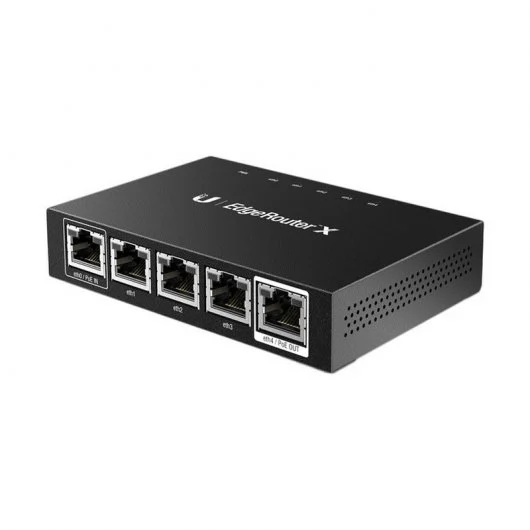 U EdgeRouter X
eth0 / PoE IN
eth1
eth2
eth3
eth4 / PoE OUT